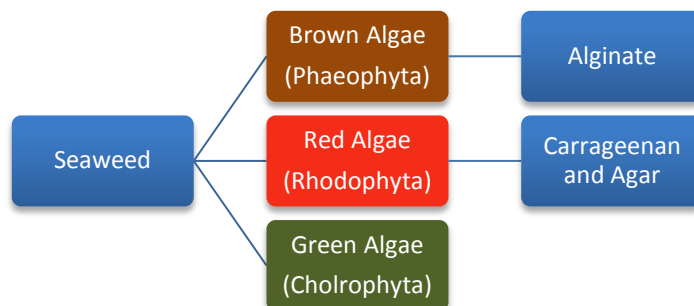 Brown Algae
(Phaeophyta)
Alginate
Seaweed
Red Algae
(Rhodophyta)
Carrageenan
and Agar
Green Algae
(Cholrophyta)